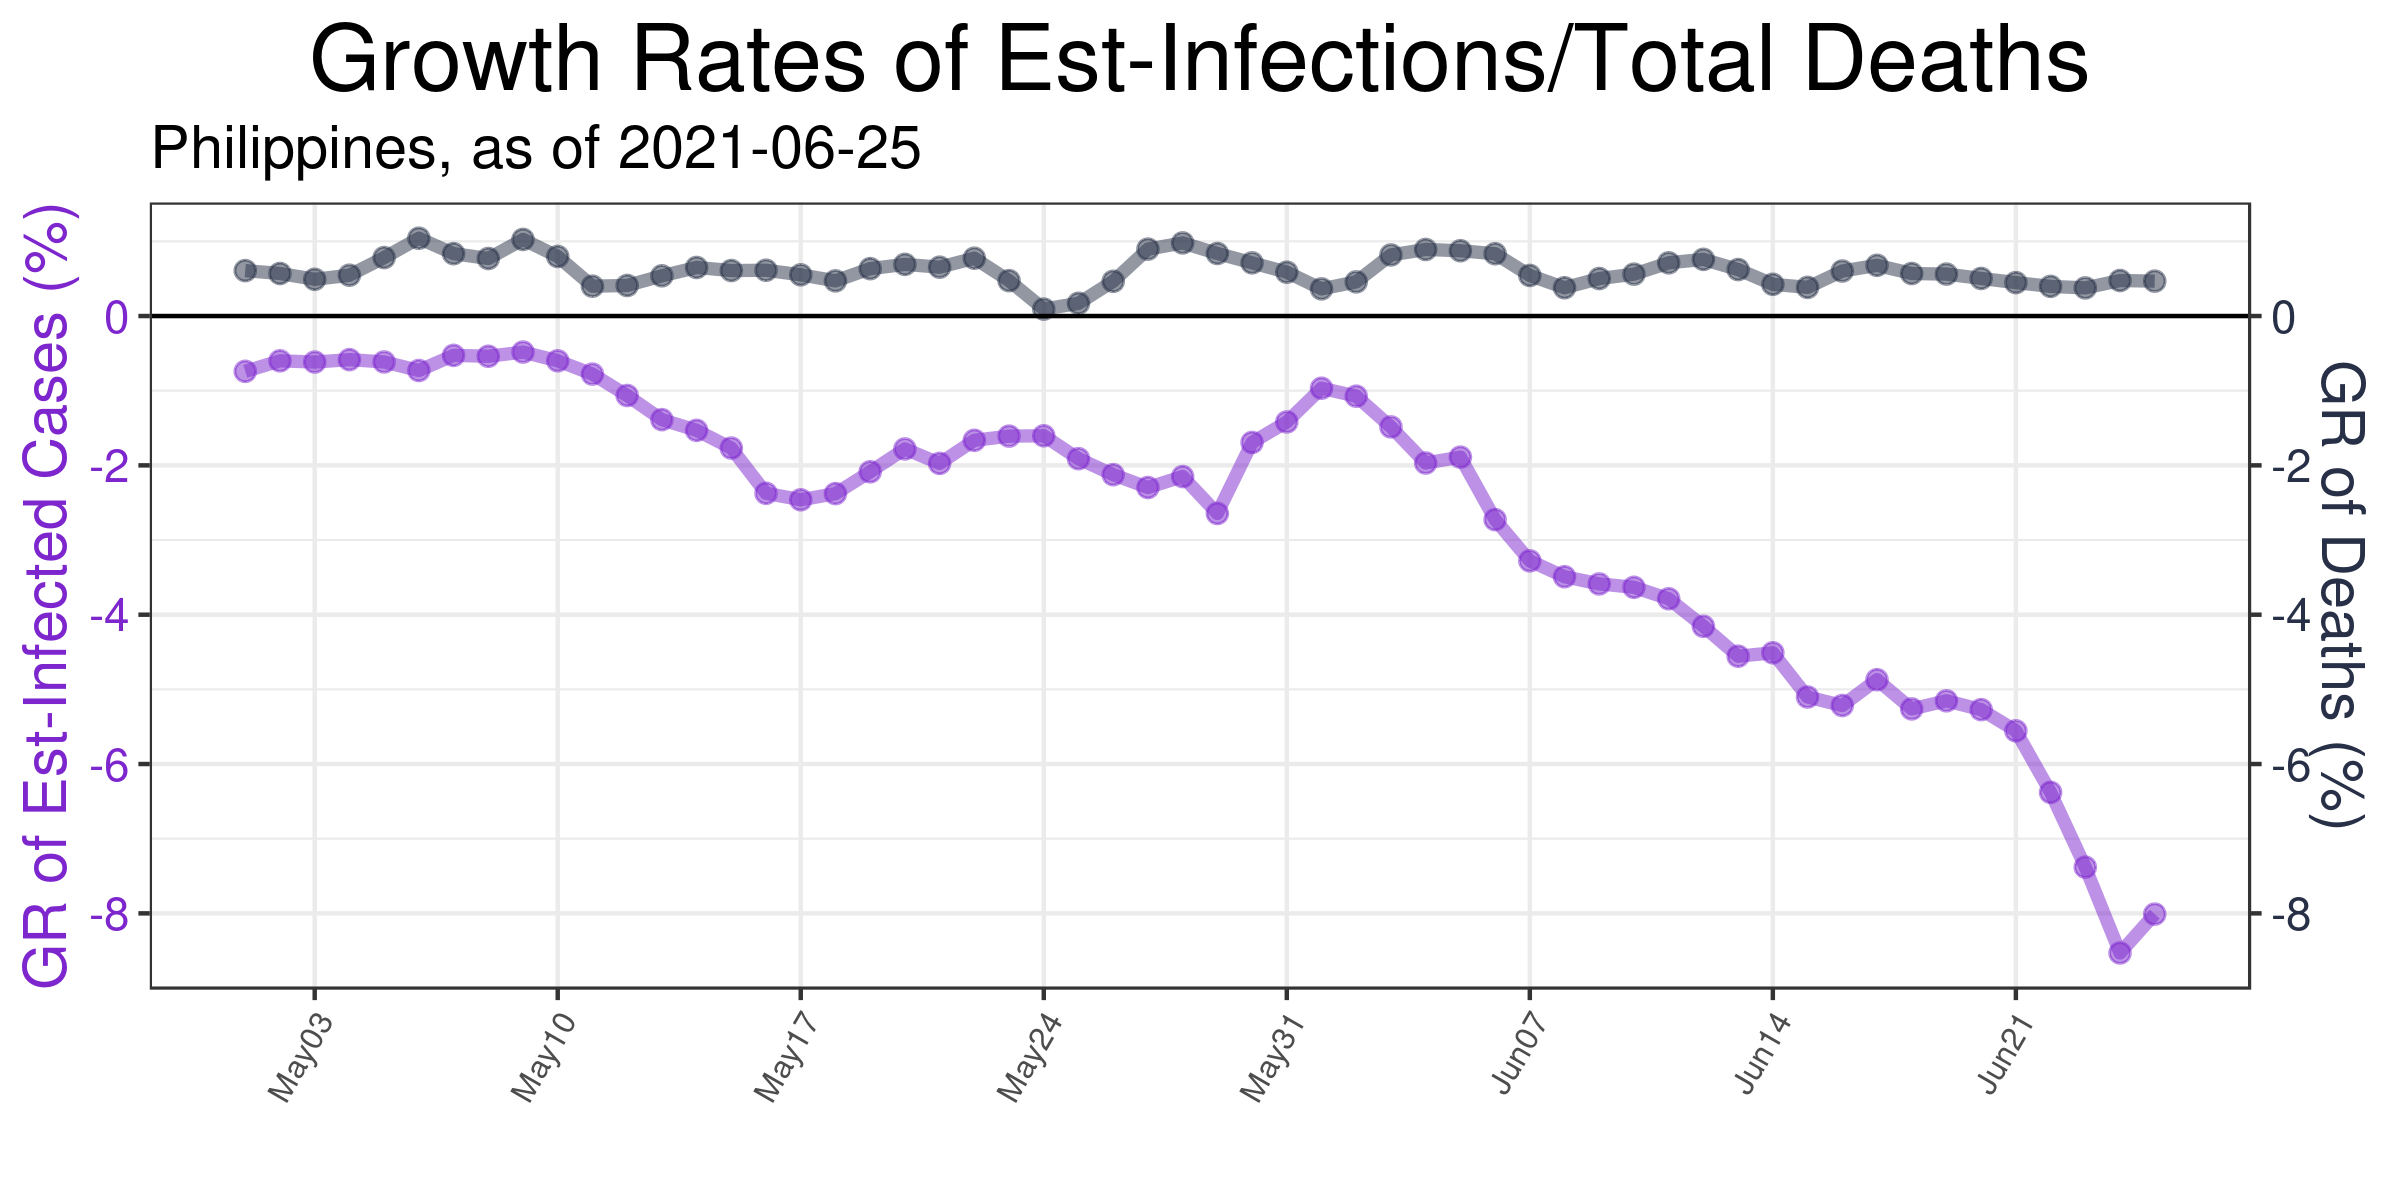 Growth Rates of Est-Infections/Total Deaths
Philippines, as of 2021-06-25
GR of Est-Infected Cases (%)
0
-2
-4
-6
-8
0
-2
-4
-6
-8
GR of Deaths (%)
May03
May10
May17
May24
May31
Jun07
Jun14
Jun21